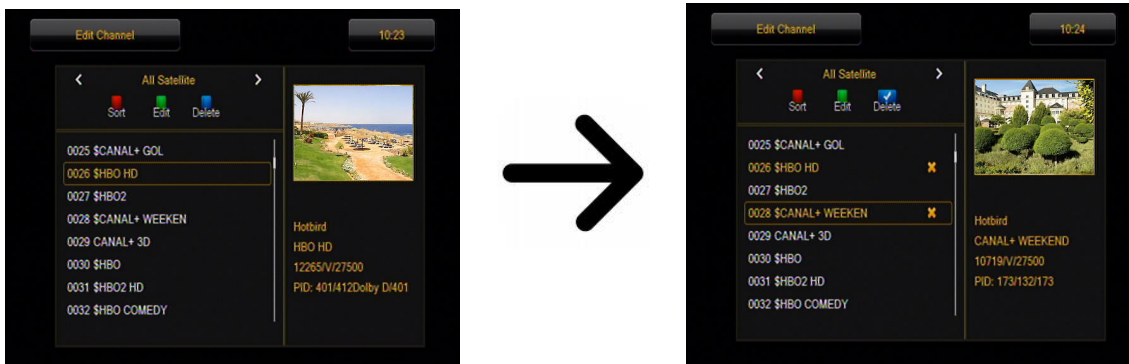 Edit Channel
10:23
All Satellite
Sort Edit Delete
0025 $CANAL+ GOL
0026 $HBO HD
0027 $HBO2
0028 $CANAL+ WEEKEN
0029 CANAL+ 3D
0030 $HBO
0031 $HBO2 HD
0032 $HBO COMEDY
Hotbird
HBO HD
12265/V/27500
PID: 401/412Dolby D/401
Edit Channel
10:24
All Satellite
Sort Edit Delete
0025 $CANAL+ GOL
0026 $HBO HD
0027 $HBO2
0028 $CANAL+ WEEKEN
0029 CANAL+ 3D
0030 $HBO
0031 $HBO2 HD
0032 $HBO COMEDY
Hotbird
CANAL+ WEEKEND
10719/V/27500
PID: 173/132/173